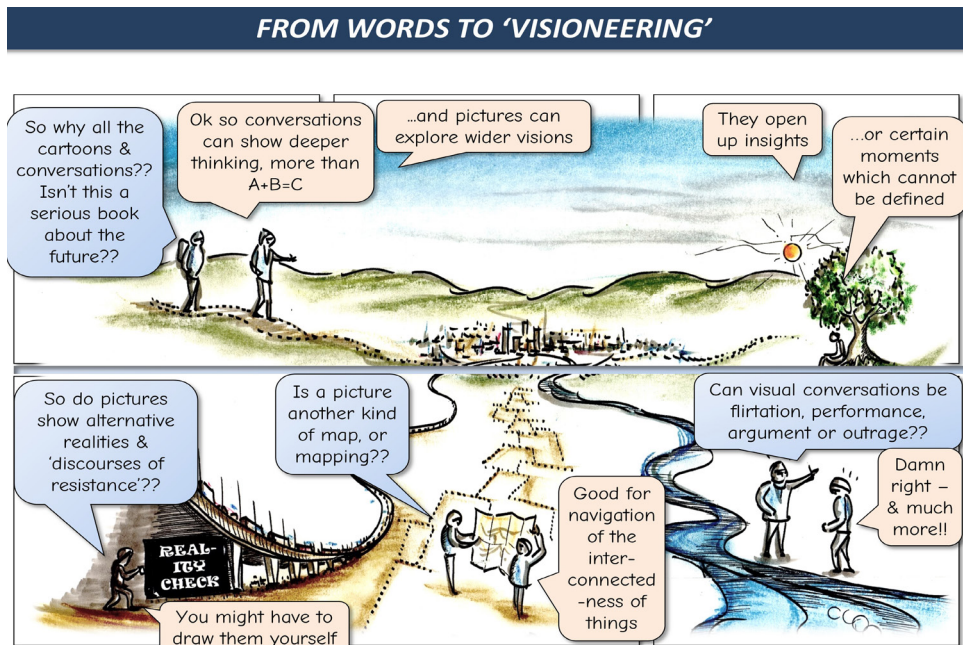 FROM WORDS TO ‘VISIONEERING’
So why all the
cartoons &
conversations??
Isn’t this a
serious book
about the
future??
Ok so conversations
can show deeper
thinking, more than
A+B=C
...and pictures can
explore wider visions
They open
up insights
...or certain
moments
which cannot
be defined
So do pictures
show alternative
realities &
‘discourses of
resistance’??
REAL-
ITY
CHECK
You might have to
draw them yourself
Is a picture
another kind
of map, or
mapping??
Good for
navigation
of the
inter-
connected
-ness of
things
Can visual conversations be
flirtation, performance,
argument or outrage??
Damn
right –
& much
more!!